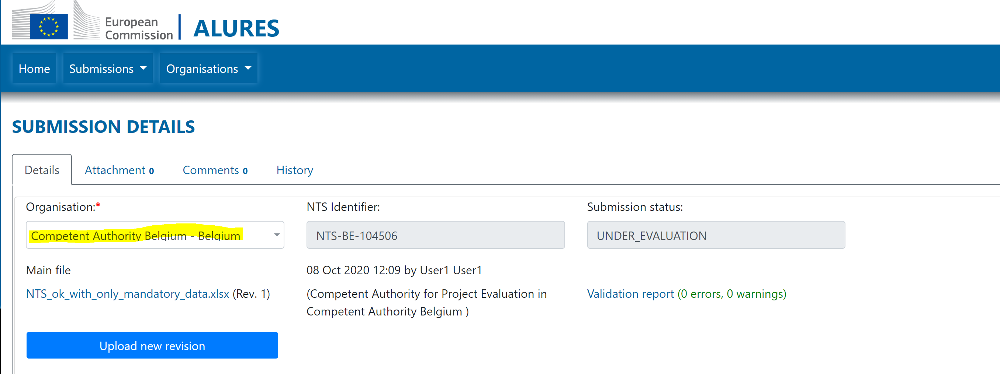 European
Commission
ALURES
Home Submissions Organisations
SUBMISSION DETAILS
Details Attachment 0 Comments 0 History
Organisation:* NTS Identifier: Submission status:
Competent Authority Belgium - Belgium NTS-BE-104506 UNDER_EVALUATION
Main file 08 Oct 2020 12:09 by User1 User1
NTS_ok_with_only_mandatory_data.xlsx (Rev. 1) (Competent Authority for Project Evaluation in Validation report (0 errors, 0 warnings)
Competent Authority Belgium )
Upload new revision